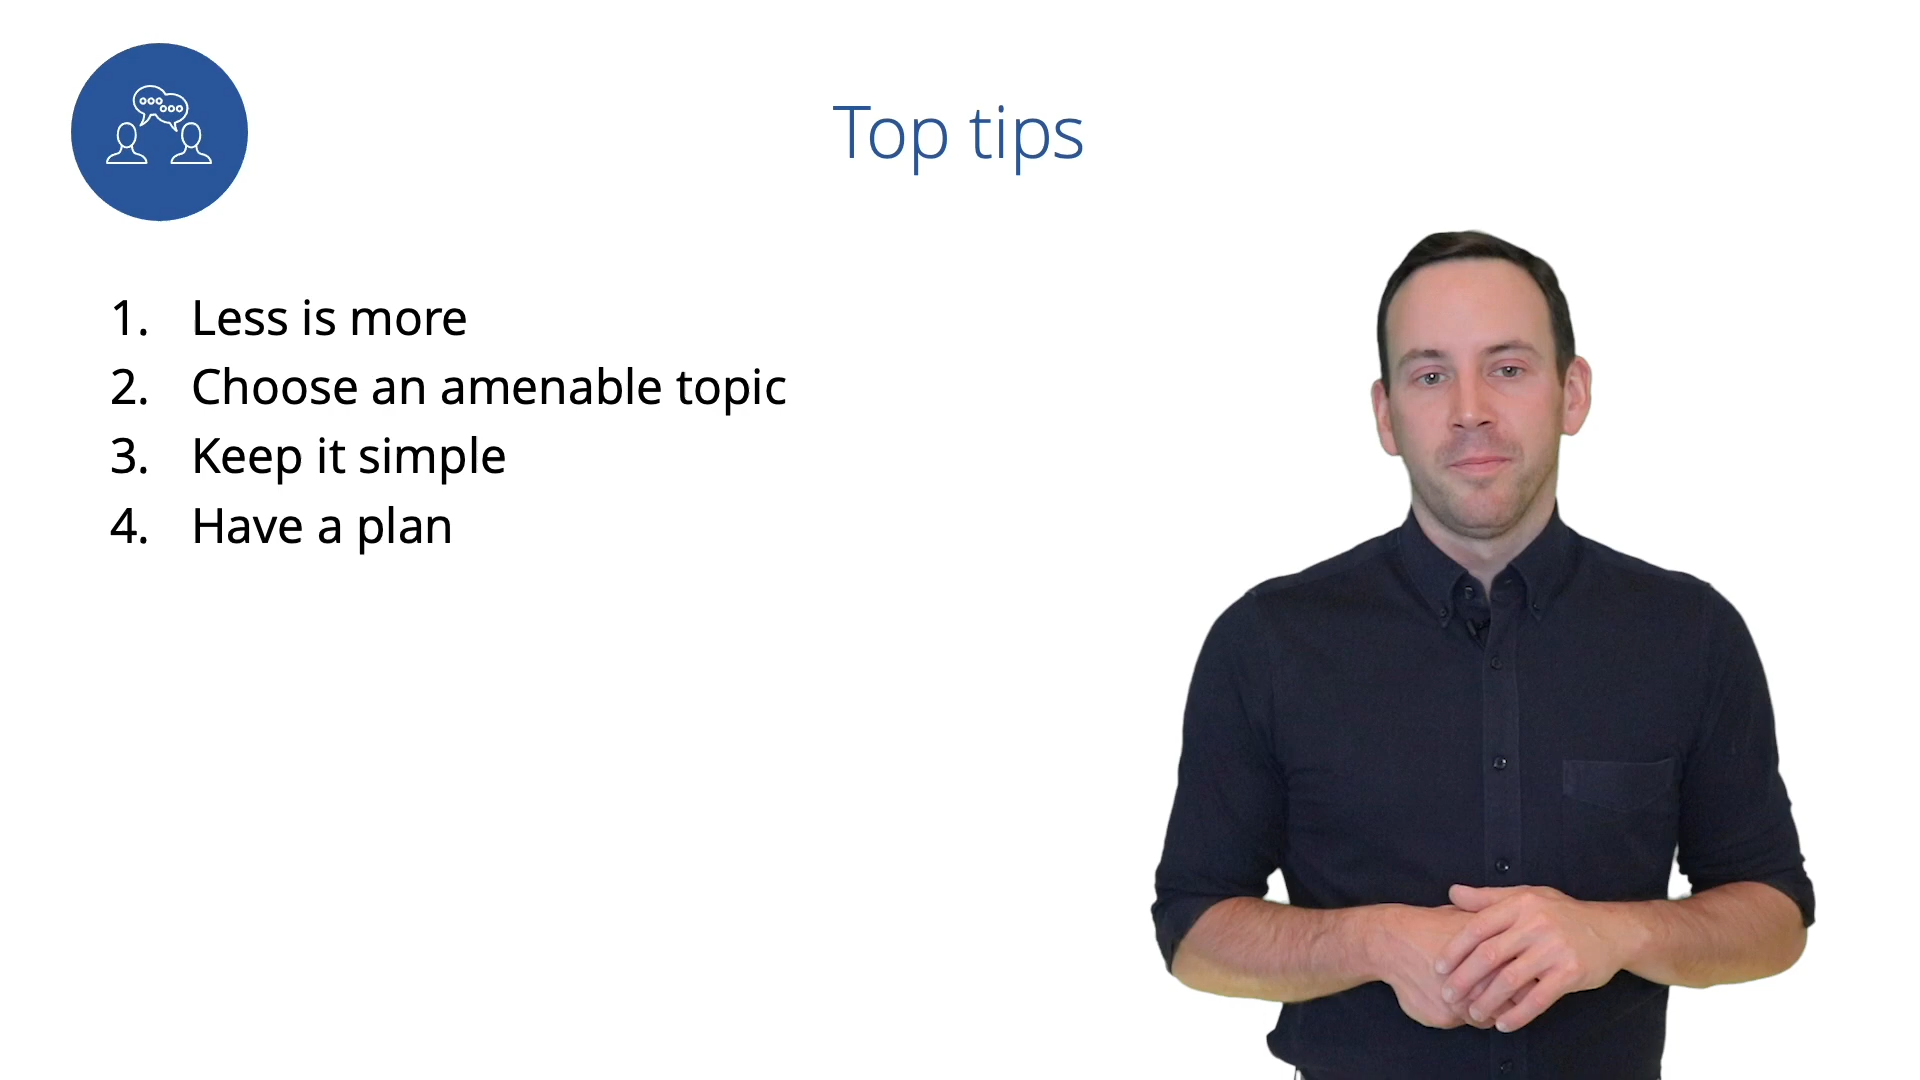 Top tips
1. Less is more
2. Choose an amenable topic
3. Keep it simple
4. Have a plan